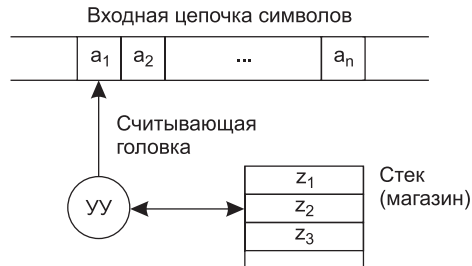 Входная цепочка символов
a1 a2 ... an
Считывающая
головка
УУ
z1
z2
z3
Стек
(магазин)